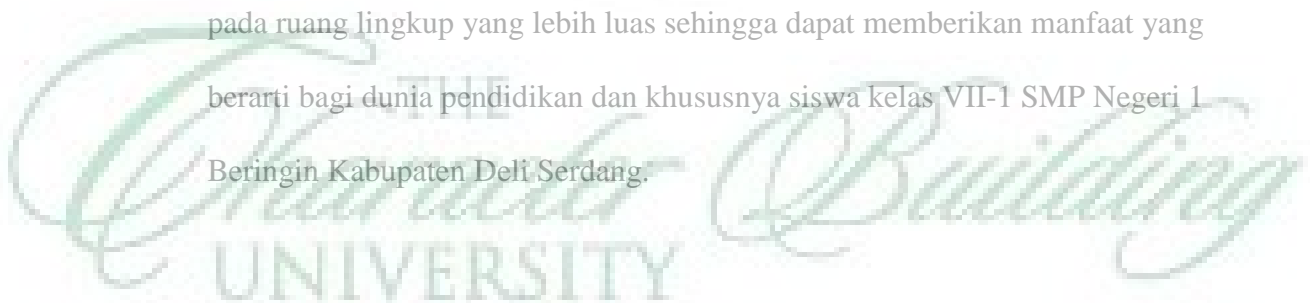 pada ruang lingkup yang lebih luas sehingga dapat memberikan manfaat yang
berarti bagi dunia pendidikan dan khususnya siswa kelas VII-1 SMP Negeri 1
Beringin Kabupaten Deli Serdang.
THE
Character Building
UNIVERSITY